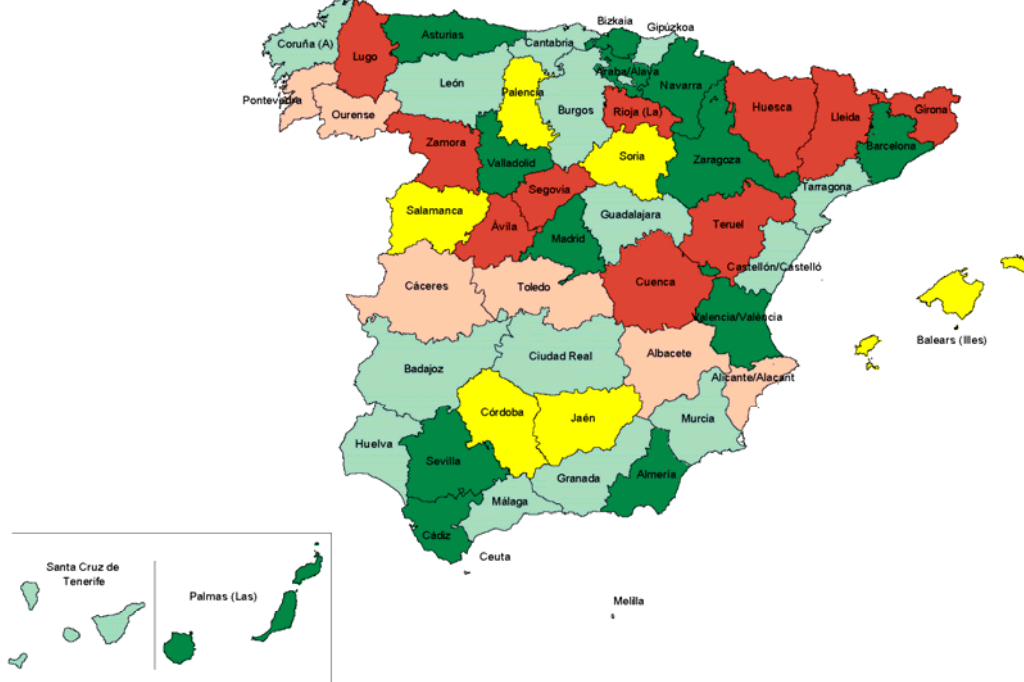 Bizkaia
Gipúzkoa
Coruña (A)
Lugo
Asturias
Cantabria
Araba/Alava
León
Palencia
Burgos
Navarra
Pontevedra
Ourense
Rioja (La)
Huesca
Lleida
Girona
Zamora
Valladolid
Soria
Zaragoza
Barcelona
Segovia
Tarragona
Salamanca
Ávila
Madrid
Guadalajara
Teruel
Castellón/Castelló
Cáceres
Toledo
Cuenca
Valencia/València
Balears (Illes)
Badajoz
Ciudad Real
Albacete
Alicante/Alacant
Córdoba
Jaén
Murcia
Huelva
Sevilla
Granada
Almería
Málaga
Cádiz
Ceuta
Melilla
Santa Cruz de
Tenerife
Palmas (Las)